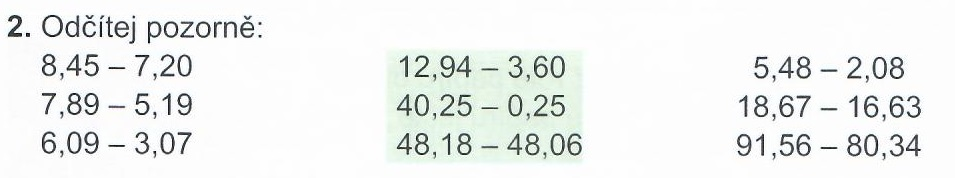 2. Odčítej pozorně:
8,45 – 7,20 12,94 – 3,60 5,48 – 2,08
7,89 – 5,19 40,25 – 0,25 18,67 – 16,63
6,09 – 3,07 48,18 – 48,06 91,56 – 80,34